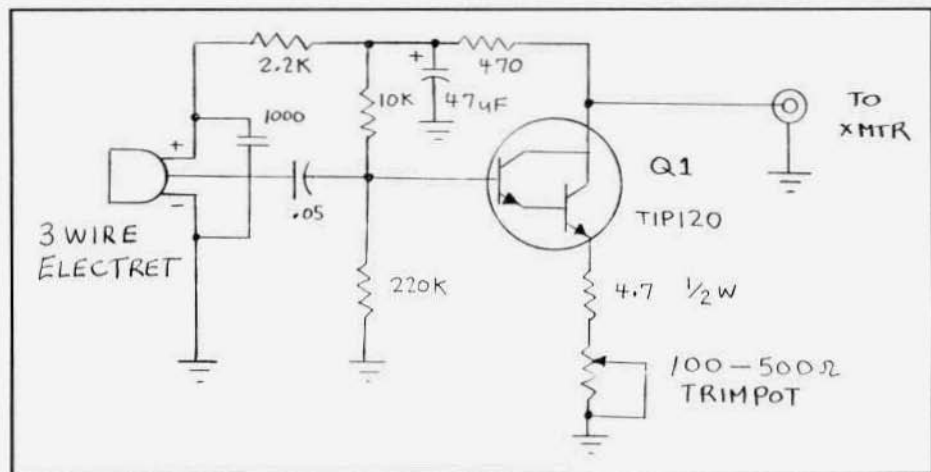 2.2K
470
+
47uF
10K
1000
+
TO
XMTR
Q1
TIP120
.05
−
3 WIRE
ELECTRET
220K
4.7 ½W
100–500Ω
TRIMPOT